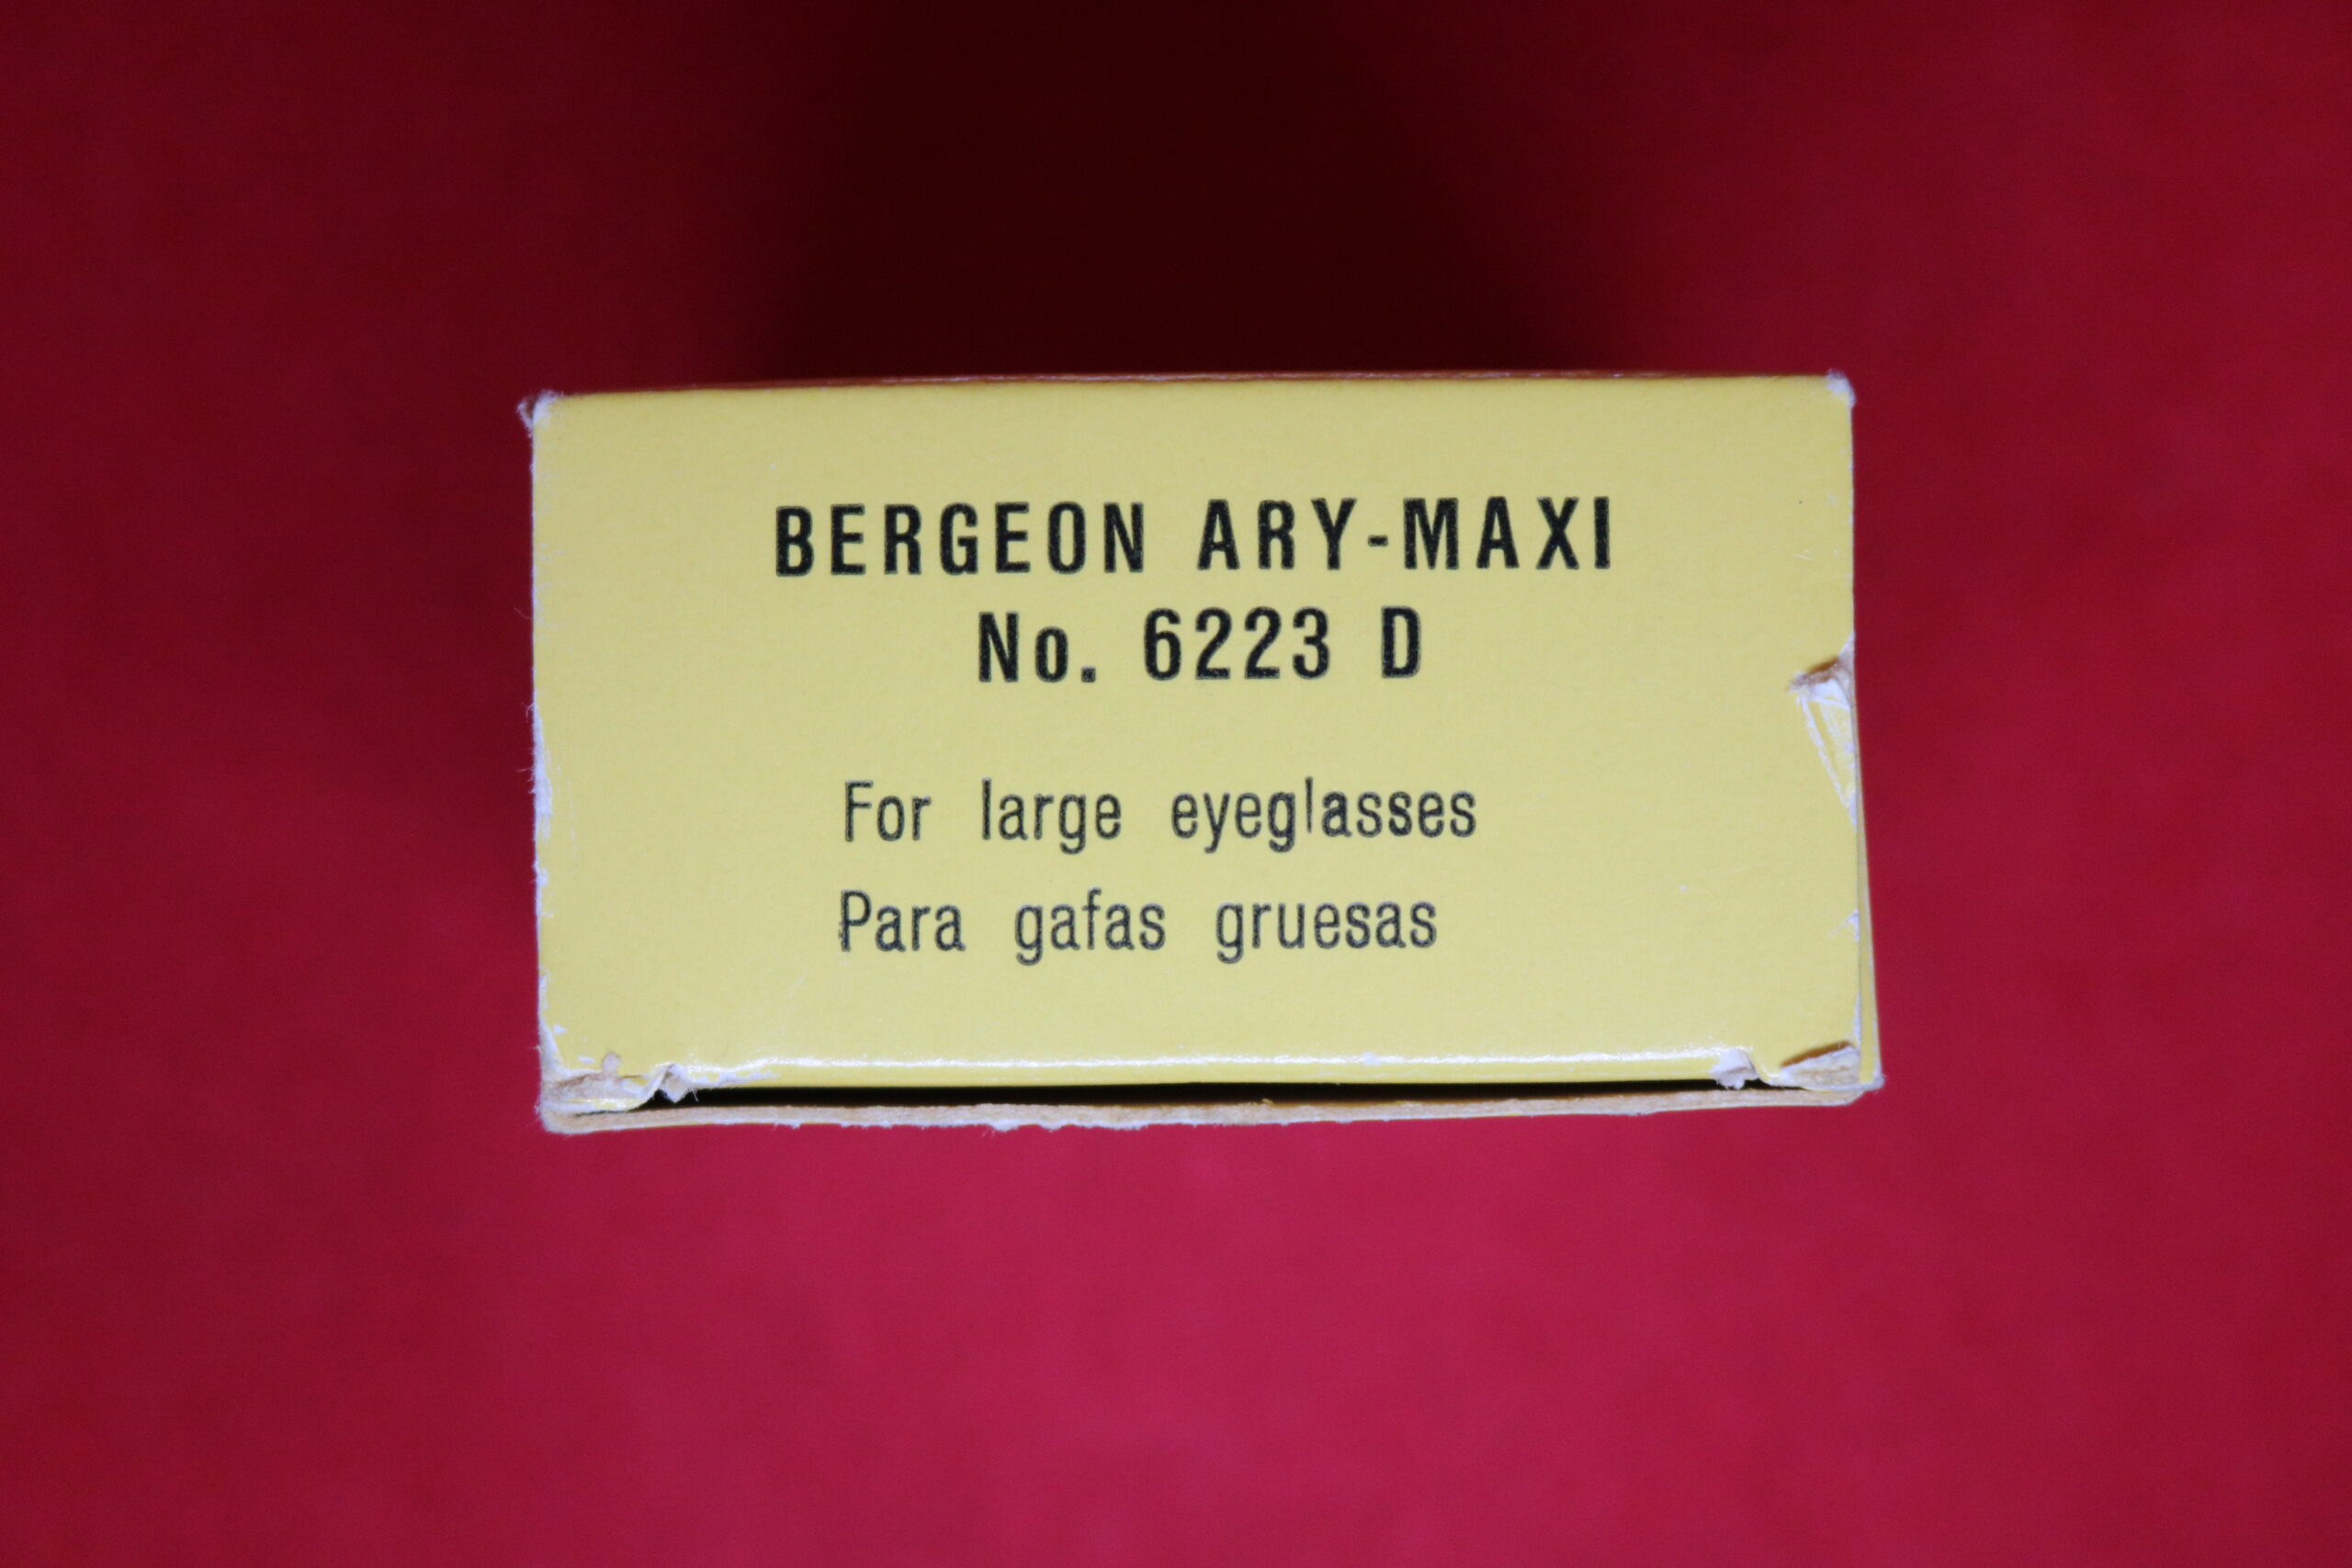 BERGEON ARY-MAXI
No. 6223 D
For large eyeglasses
Para gafas gruesas